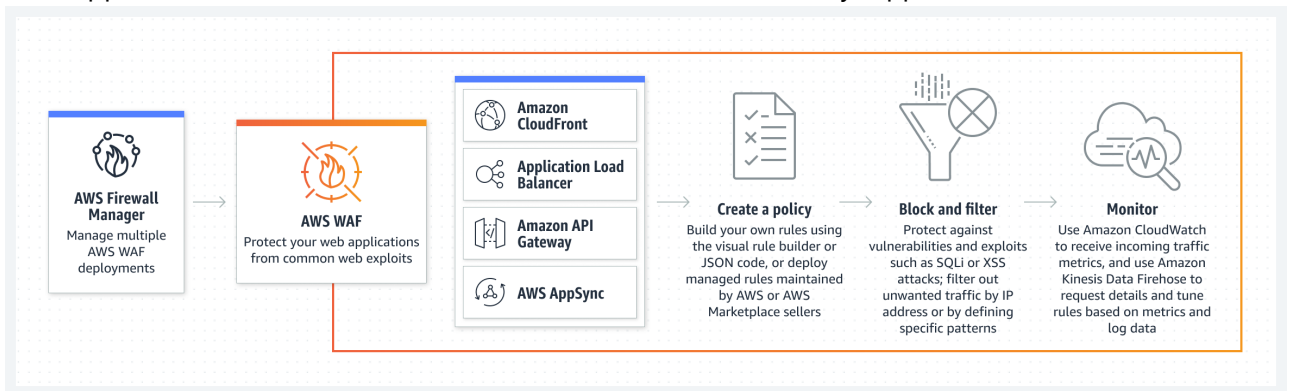 AWS Firewall
Manager
Manage multiple
AWS WAF
deployments
AWS WAF
Protect your web applications
from common web exploits
Amazon
CloudFront
Application Load
Balancer
Amazon API
Gateway
AWS AppSync
Create a policy
Build your own rules using
the visual rule builder or
JSON code, or deploy
managed rules maintained
by AWS or AWS
Marketplace sellers
Block and filter
Protect against
vulnerabilities and exploits
such as SQLi or XSS
attacks; filter out
unwanted traffic by IP
address or by defining
specific patterns
Monitor
Use Amazon CloudWatch
to receive incoming traffic
metrics, and use Amazon
Kinesis Data Firehose to
request details and tune
rules based on metrics and
log data